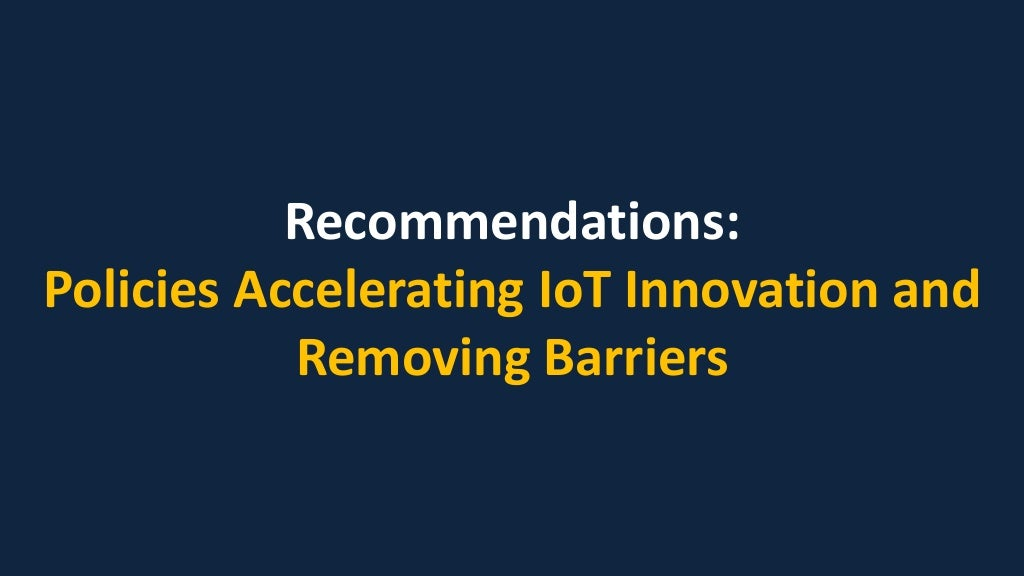 Recommendations:
Policies Accelerating IoT Innovation and
Removing Barriers